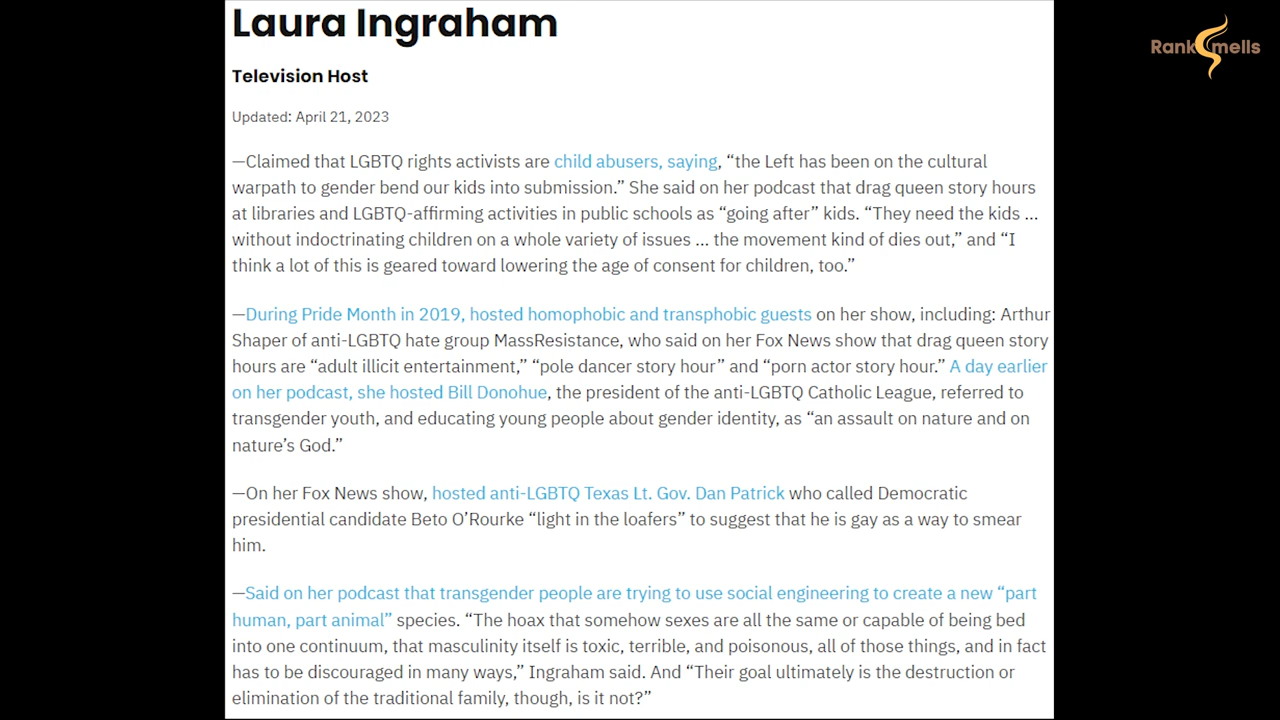 Laura Ingraham
RankSmells
Television Host
Updated: April 21, 2023
—Claimed that LGBTQ rights activists are child abusers, saying, “the Left has been on the cultural
warpath to gender bend our kids into submission.” She said on her podcast that drag queen story hours
at libraries and LGBTQ-affirming activities in public schools as “going after” kids. “They need the kids ...
without indoctrinating children on a whole variety of issues ... the movement kind of dies out,” and “I
think a lot of this is geared toward lowering the age of consent for children, too.”
—During Pride Month in 2019, hosted homophobic and transphobic guests on her show, including: Arthur
Shaper of anti-LGBTQ hate group MassResistance, who said on her Fox News show that drag queen story
hours are “adult illicit entertainment,” “pole dancer story hour” and “porn actor story hour.” A day earlier
on her podcast, she hosted Bill Donohue, the president of the anti-LGBTQ Catholic League, referred to
transgender youth, and educating young people about gender identity, as “an assault on nature and on
nature’s God.”
—On her Fox News show, hosted anti-LGBTQ Texas Lt. Gov. Dan Patrick who called Democratic
presidential candidate Beto O’Rourke “light in the loafers” to suggest that he is gay as a way to smear
him.
—Said on her podcast that transgender people are trying to use social engineering to create a new “part
human, part animal” species. “The hoax that somehow sexes are all the same or capable of being bed
into one continuum, that masculinity itself is toxic, terrible, and poisonous, all of those things, and in fact
has to be discouraged in many ways,” Ingraham said. And “Their goal ultimately is the destruction or
elimination of the traditional family, though, is it not?”